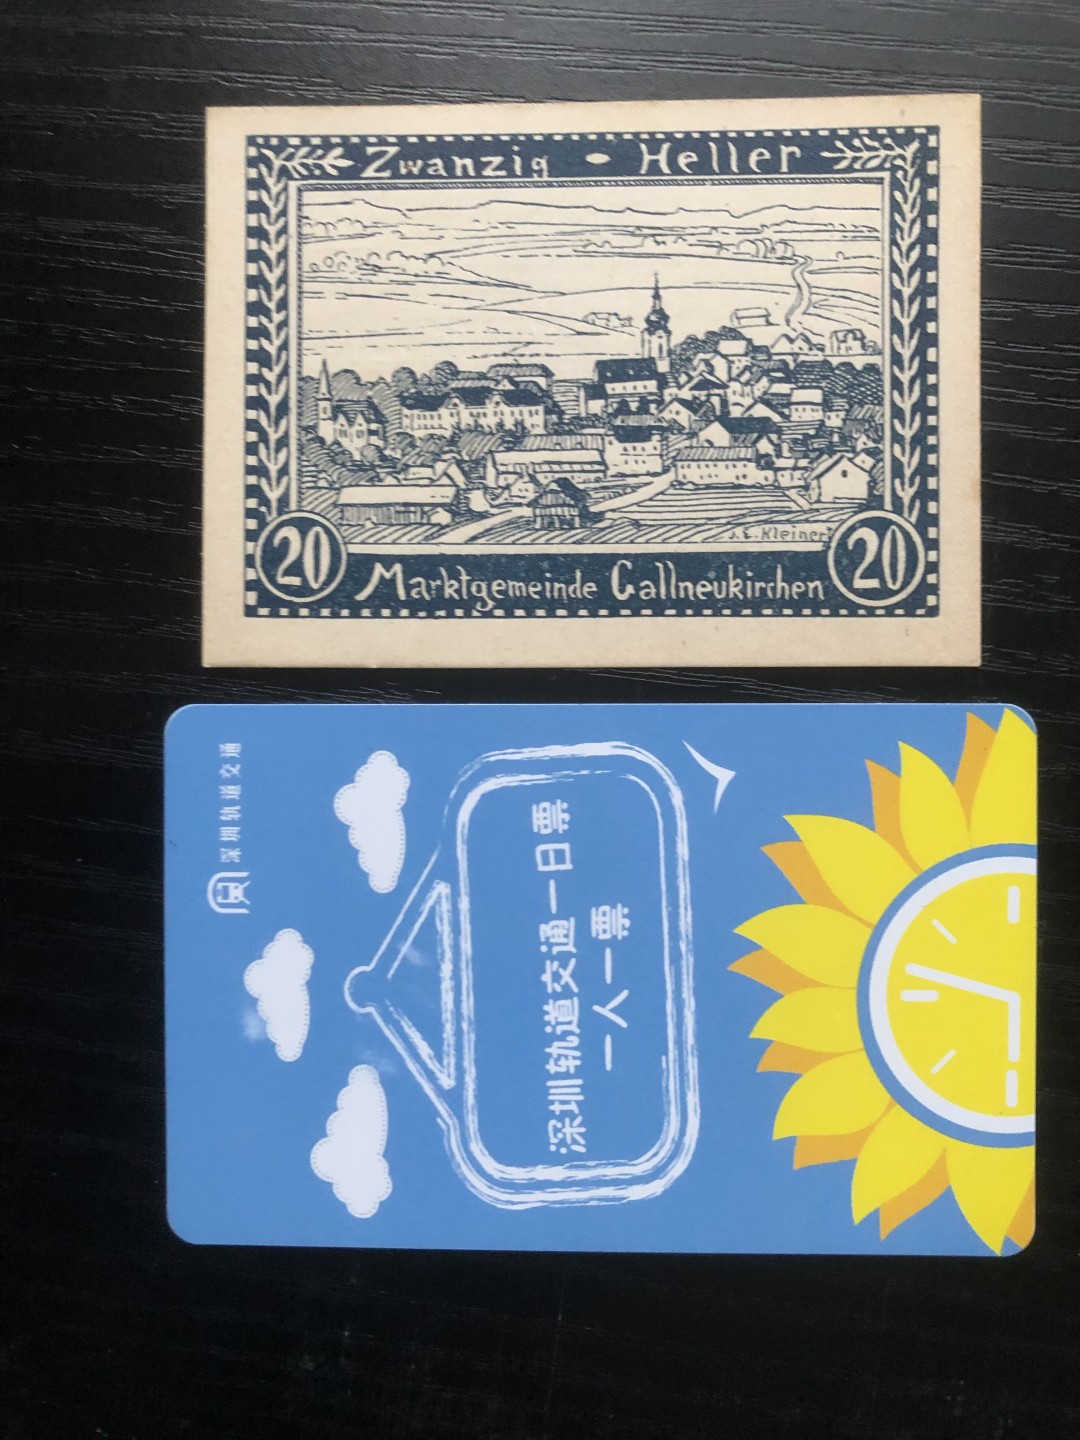 Zwanzig • Heller
J. E. Kleinert
20 Marktgemeinde Gallneukirchen 20
深圳轨道交通
深圳轨道交通一日票
一人一票